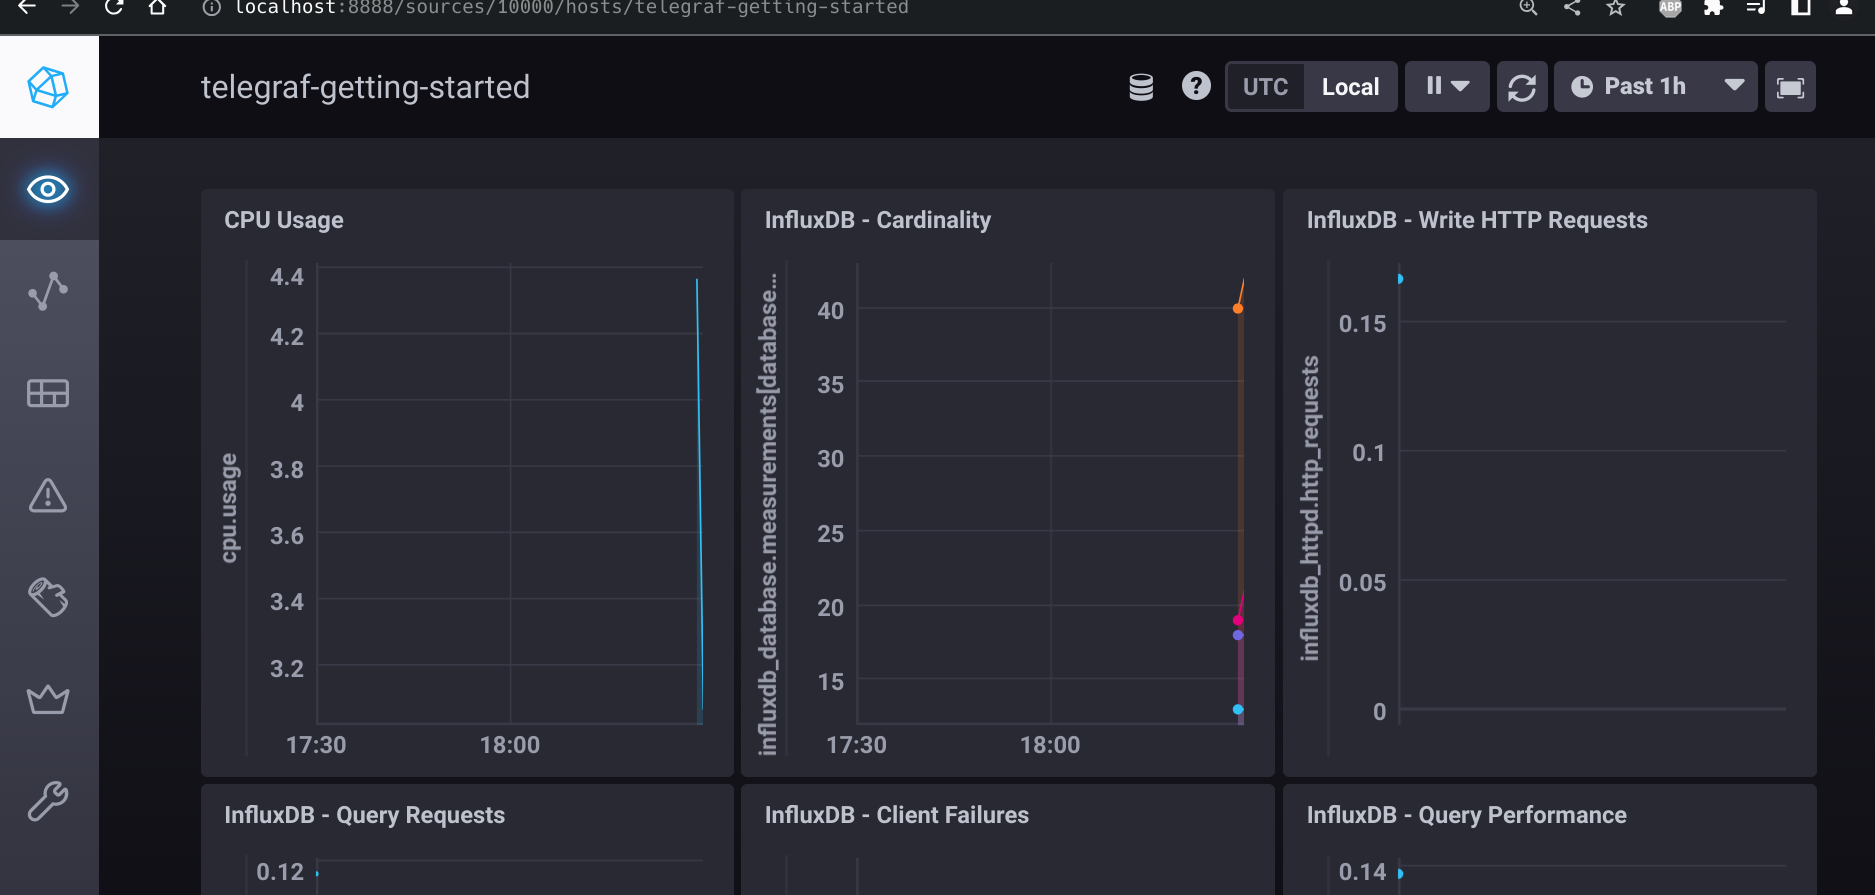 localhost:8888/sources/10000/hosts/telegraf-getting-started
ABP
telegraf-getting-started
?
UTC
Local
Past 1h
CPU Usage
cpu.usage
4.4
4.2
4
3.8
3.6
3.4
3.2
17:30
18:00
InfluxDB - Cardinality
influxdb_database.measurements[database...
40
35
30
25
20
15
17:30
18:00
InfluxDB - Write HTTP Requests
influxdb_httpd.http_requests
0.15
0.1
0.05
0
InfluxDB - Query Requests
0.12
InfluxDB - Client Failures
InfluxDB - Query Performance
0.14